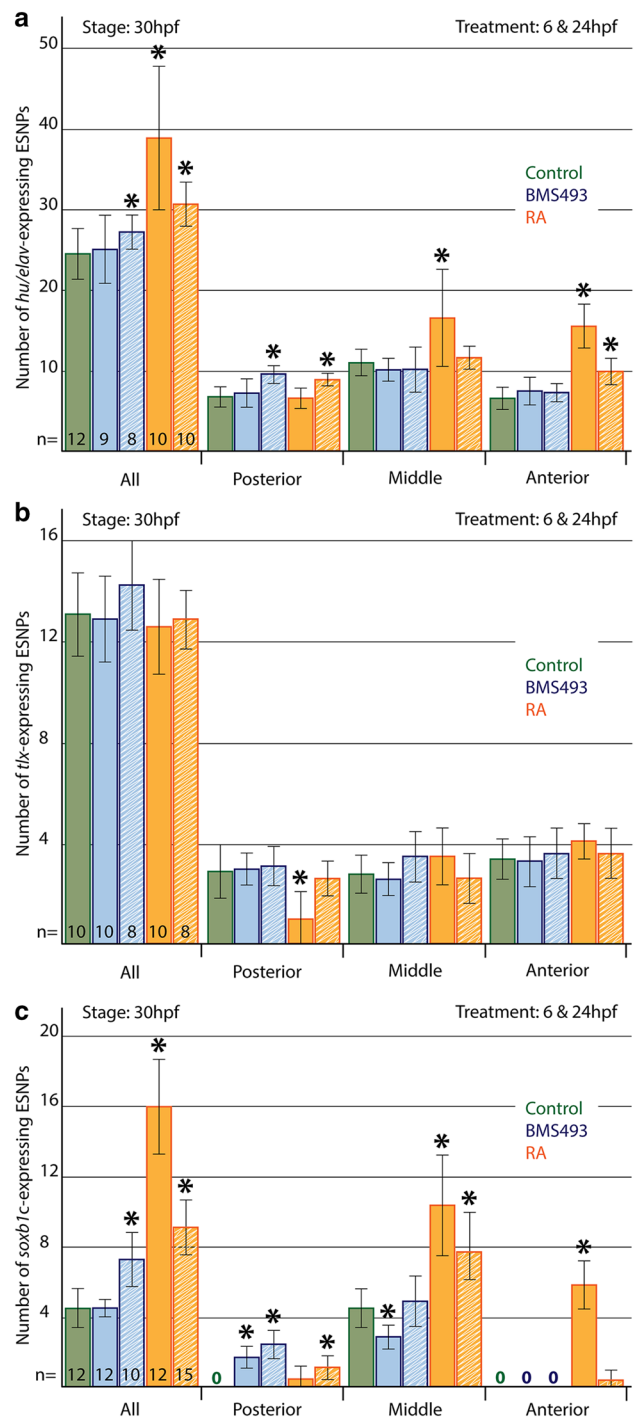 a
Stage: 30hpf Treatment: 6 & 24hpf
50
40
30
20
10
Number of hu/elav-expressing ESNPs
Control
BMS493
RA
* * * * * * * *
n= 12 9 8 10 10
All Posterior Middle Anterior
b
Stage: 30hpf Treatment: 6 & 24hpf
16
12
8
4
Number of tlx-expressing ESNPs
Control
BMS493
RA
*
n= 10 10 8 10 8
All Posterior Middle Anterior
c
Stage: 30hpf Treatment: 6 & 24hpf
20
16
12
8
4
Number of soxb1c-expressing ESNPs
Control
BMS493
RA
* * * * * * * * * *
n= 12 12 10 12 15 0 0 0 0
All Posterior Middle Anterior